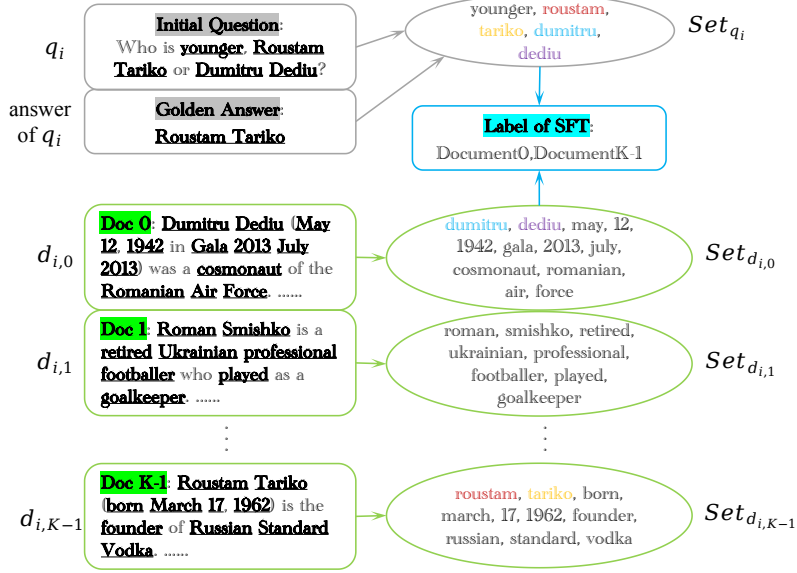 q_i
Initial Question:
Who is younger, Roustam
Tariko or Dumitru Dediu?
answer
of q_i
Golden Answer:
Roustam Tariko
younger, roustam,
tariko, dumitru,
dediu
Set_{q_i}
Label of SFT:
Document0,DocumentK-1
d_{i,0}
Doc 0: Dumitru Dediu (May
12, 1942 in Gala 2013 July
2013) was a cosmonaut of the
Romanian Air Force. ......
dumitru, dediu, may, 12,
1942, gala, 2013, july,
cosmonaut, romanian,
air, force
Set_{d_{i,0}}
d_{i,1}
Doc 1: Roman Smishko is a
retired Ukrainian professional
footballer who played as a
goalkeeper. ......
roman, smishko, retired,
ukrainian, professional,
footballer, played,
goalkeeper
Set_{d_{i,1}}
d_{i,K−1}
Doc K-1: Roustam Tariko
(born March 17, 1962) is the
founder of Russian Standard
Vodka. ......
roustam, tariko, born,
march, 17, 1962, founder,
russian, standard, vodka
Set_{d_{i,K−1}}